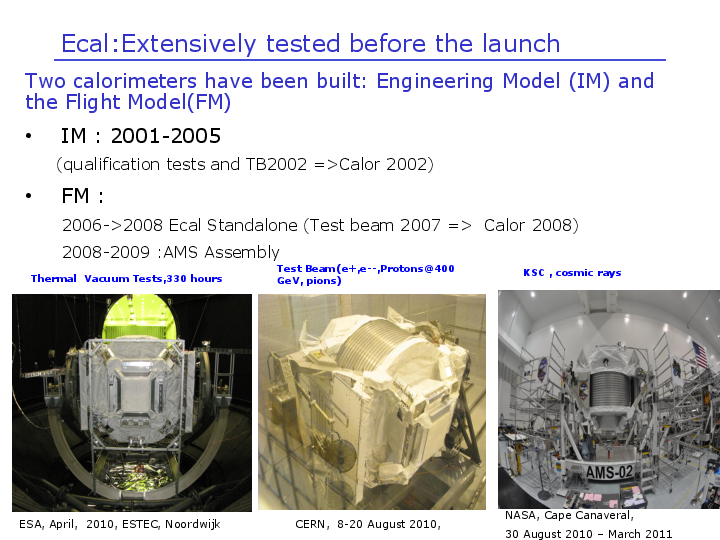 Ecal:Extensively tested before the launch
Two calorimeters have been built: Engineering Model (IM) and
the Flight Model(FM)
• IM : 2001-2005
(qualification tests and TB2002 =>Calor 2002)
• FM :
2006->2008 Ecal Standalone (Test beam 2007 => Calor 2008)
2008-2009 :AMS Assembly
Thermal Vacuum Tests,330 hours
Test Beam(e+,e--,Protons@400
GeV, pions)
KSC , cosmic rays
AMS-02
ESA, April, 2010, ESTEC, Noordwijk
CERN, 8-20 August 2010,
NASA, Cape Canaveral,
30 August 2010 – March 2011